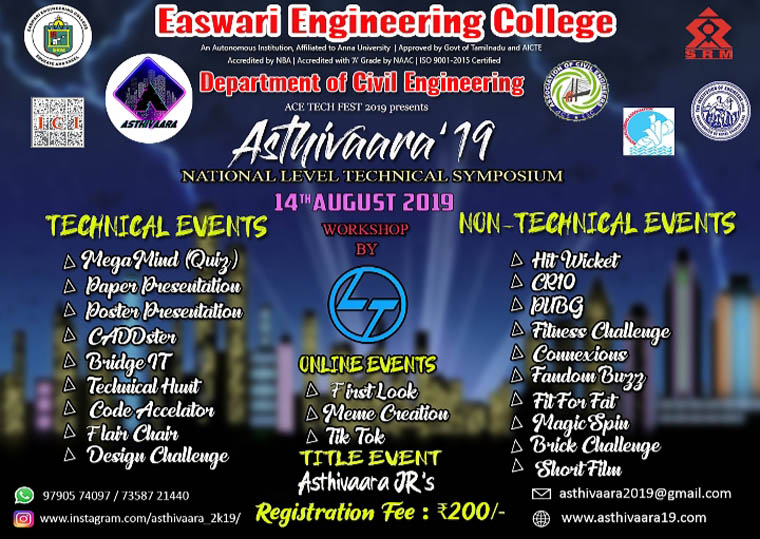 Easwari Engineering College
An Autonomous Institution, Affiliated to Anna University | Approved by Govt of Tamilnadu and AICTE
Accredited by NBA | Accredited with 'A' Grade by NAAC | ISO 9001-2015 Certified
Department of Civil Engineering
SRM
ICI
ASTHIVAARA
ACE TECH FEST 2019 presents
Asthivaara'19
NATIONAL LEVEL TECHNICAL SYMPOSIUM
14TH AUGUST 2019
WORKSHOP
BY
LT
TECHNICAL EVENTS
MegaMind (Quiz)
Paper Presentation
Poster Presentation
CADDster
Bridge IT
Technical Hunt
Code Accelator
Flair Chair
Design Challenge
ONLINE EVENTS
First Look
Meme Creation
Tik Tok
TITLE EVENT
Asthivaara JR's
NON-TECHNICAL EVENTS
Hit Wicket
CR10
PUBG
Fitness Challenge
Connexions
Fandom Buzz
Fit For Fat
Magic Spin
Brick Challenge
Short Film
97905 74097 / 73587 21440
www.instagram.com/asthivaara_2k19/
Registration Fee : ₹200/-
asthivaara2019@gmail.com
www.asthivaara19.com